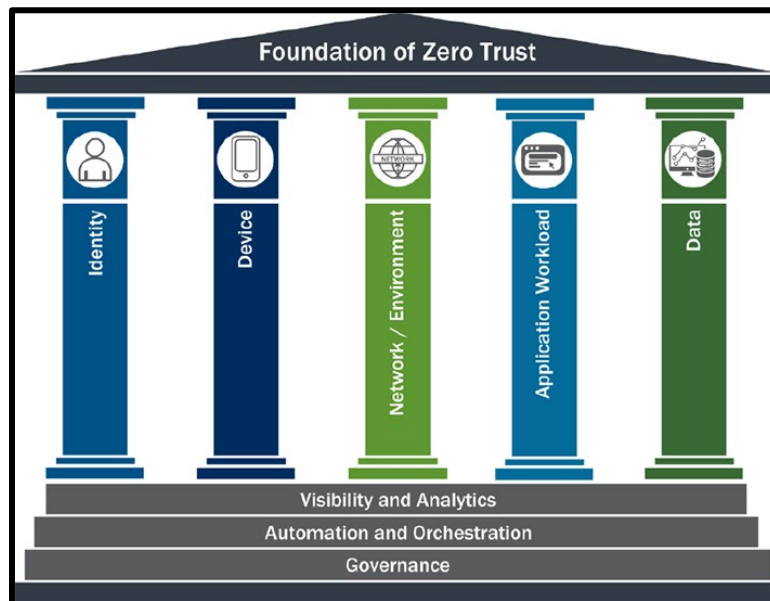 Foundation of Zero Trust
Identity
Device
NETWORK
Network / Environment
Application Workload
Data
Visibility and Analytics
Automation and Orchestration
Governance